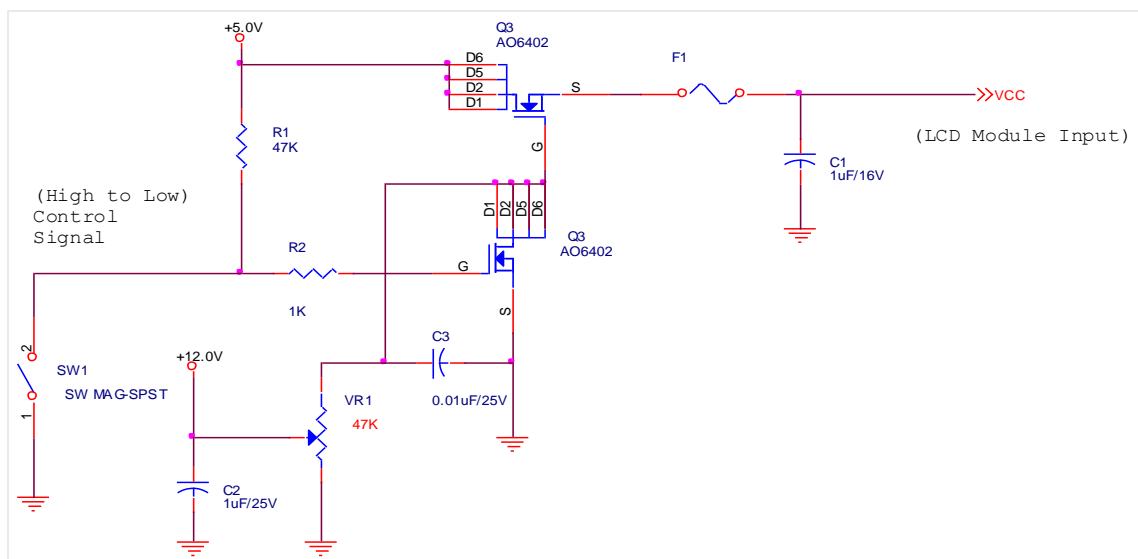 +5.0V
Q3
AO6402
D6
D5
D2
D1
S
G
F1
VCC
(LCD Module Input)
R1
47K
C1
1uF/16V
(High to Low)
Control
Signal
D1
D2
D5
D6
Q3
AO6402
R2
1K
G
S
2
SW1
SW MAG-SPST
1
+12.0V
C3
0.01uF/25V
VR1
47K
C2
1uF/25V